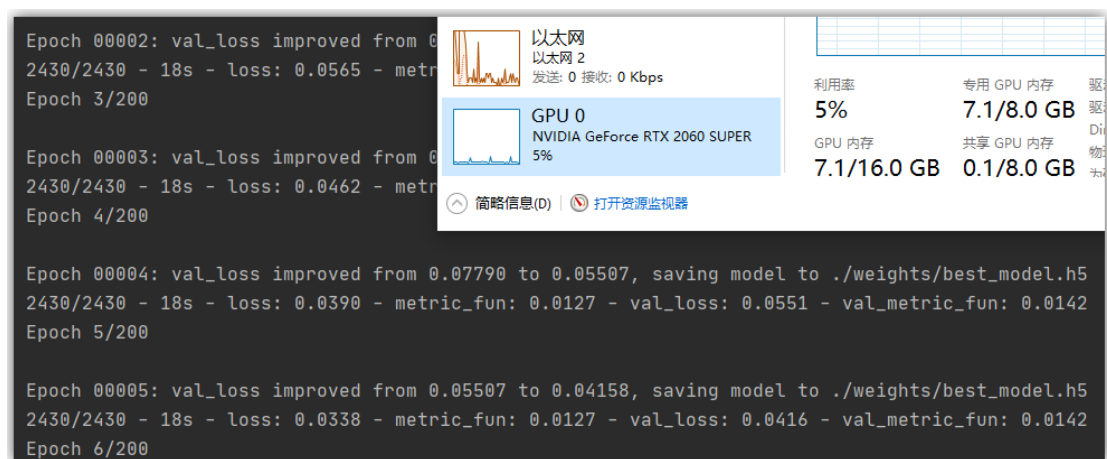 Epoch 00002: val_loss improved from 0
2430/2430 - 18s - loss: 0.0565 - metr
Epoch 3/200
Epoch 00003: val_loss improved from 0
2430/2430 - 18s - loss: 0.0462 - metr
Epoch 4/200
以太网
以太网 2
发送: 0 接收: 0 Kbps
GPU 0
NVIDIA GeForce RTX 2060 SUPER
5%
利用率
5%
专用 GPU 内存
7.1/8.0 GB
GPU 内存
7.1/16.0 GB
共享 GPU 内存
0.1/8.0 GB
简略信息(D)
打开资源监视器
Epoch 00004: val_loss improved from 0.07790 to 0.05507, saving model to ./weights/best_model.h5
2430/2430 - 18s - loss: 0.0390 - metric_fun: 0.0127 - val_loss: 0.0551 - val_metric_fun: 0.0142
Epoch 5/200
Epoch 00005: val_loss improved from 0.05507 to 0.04158, saving model to ./weights/best_model.h5
2430/2430 - 18s - loss: 0.0338 - metric_fun: 0.0127 - val_loss: 0.0416 - val_metric_fun: 0.0142
Epoch 6/200